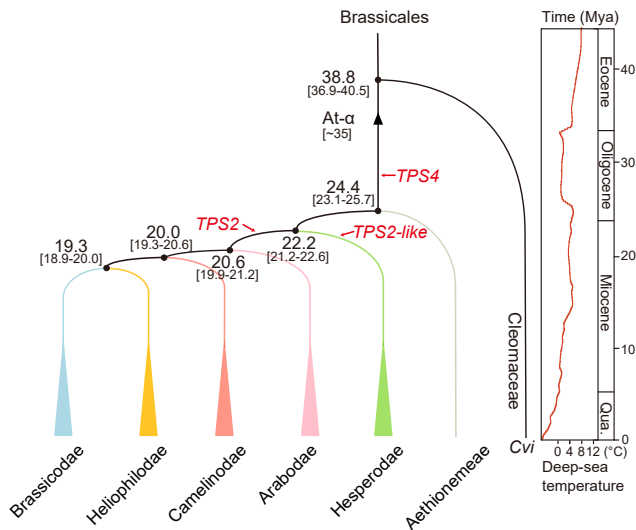 Brassicales
Time (Mya)
38.8
[36.9-40.5]
At-α
[~35]
TPS4
24.4
[23.1-25.7]
TPS2
TPS2-like
20.0
[19.3-20.6]
22.2
[21.2-22.6]
19.3
[18.9-20.0]
20.6
[19.9-21.2]
Eocene
Oligocene
Miocene
Qua.
40
30
20
10
0
Cleomaceae
Cvi
Brassicodae
Heliophilodae
Camelinodae
Arabodae
Hesperodae
Aethionemeae
0 4 8 12 (°C)
Deep-sea
temperature